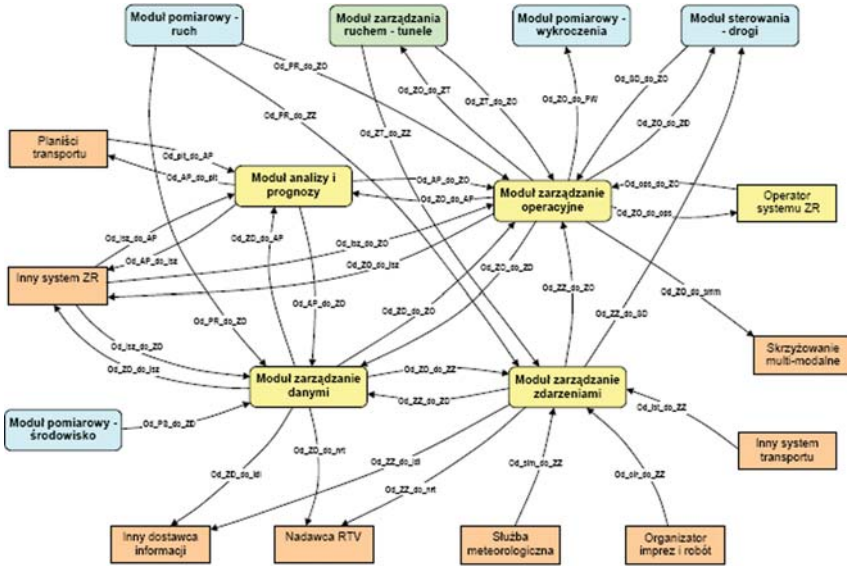 Moduł pomiarowy -
ruch
Moduł zarządzania
ruchem - tunele
Moduł pomiarowy -
wykroczenia
Moduł sterowania
- drogi
Od_PR_do_ZO
Od_ZO_do_ZT
Od_ZT_do_ZO
Od_ZO_do_PW
Od_SD_do_ZO
Od_ZO_do_ZD
Od_PR_do_ZZ
Od_ZT_do_ZZ
Planiści
transportu
Od_plt_do_AP
Od_AP_do_plt
Moduł analizy i
prognozy
Od_AP_do_ZO
Od_ZO_do_AP
Moduł zarządzanie
operacyjne
Od_ops_do_ZO
Od_ZO_do_ops
Operator
systemu ZR
Od_isz_do_AP
Od_AP_do_isz
Od_ZD_do_AP
Od_isz_do_ZO
Od_ZO_do_isz
Inny system ZR
Od_PR_do_ZD
Od_AP_do_ZD
Od_ZD_do_ZO
Od_ZO_do_ZD
Od_ZZ_do_ZO
Od_ZZ_do_SD
Od_ZO_do_smm
Skrzyżowanie
multi-modalne
Od_isz_do_ZD
Od_ZD_do_isz
Moduł zarządzanie
danymi
Od_ZD_do_ZZ
Od_ZZ_do_ZD
Moduł zarządzanie
zdarzeniami
Od_ist_do_ZZ
Inny system
transportu
Moduł pomiarowy
-środowisko
Od_PS_do_ZD
Od_ZD_do_idi
Od_ZD_do_nrt
Od_ZZ_do_idi
Od_ZZ_do_nrt
Od_slm_do_ZZ
Od_oir_do_ZZ
Inny dostawca
informacji
Nadawca RTV
Służba
meteorologiczna
Organizator
imprez i robót